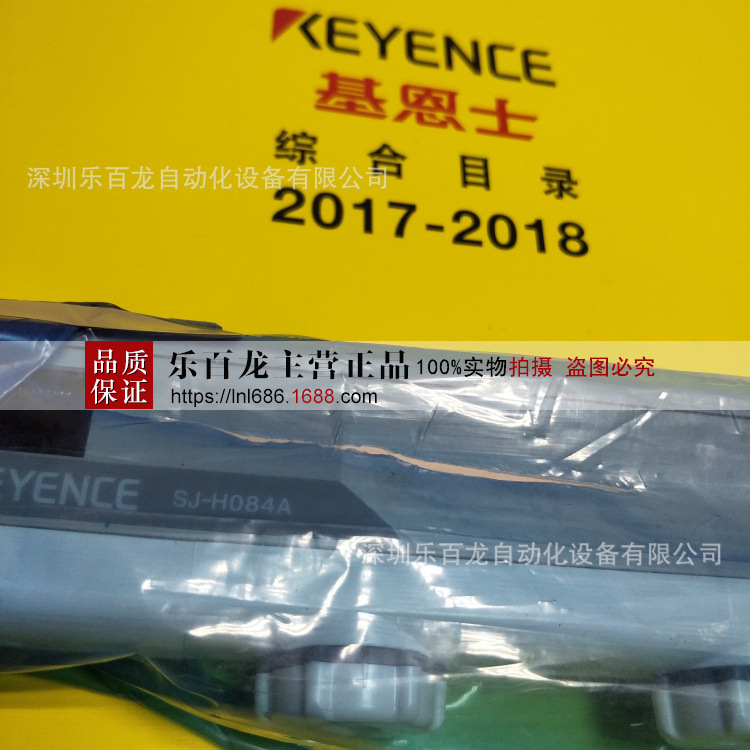 KEYENCE
基恩士
综合目录
2017-2018
深圳乐百龙自动化设备有限公司
品质保证
乐百龙主营正品 100%实物拍摄 盗图必究
https://lnl686.1688.com
KEYENCE SJ-H084A
深圳乐百龙自动化设备有限公司